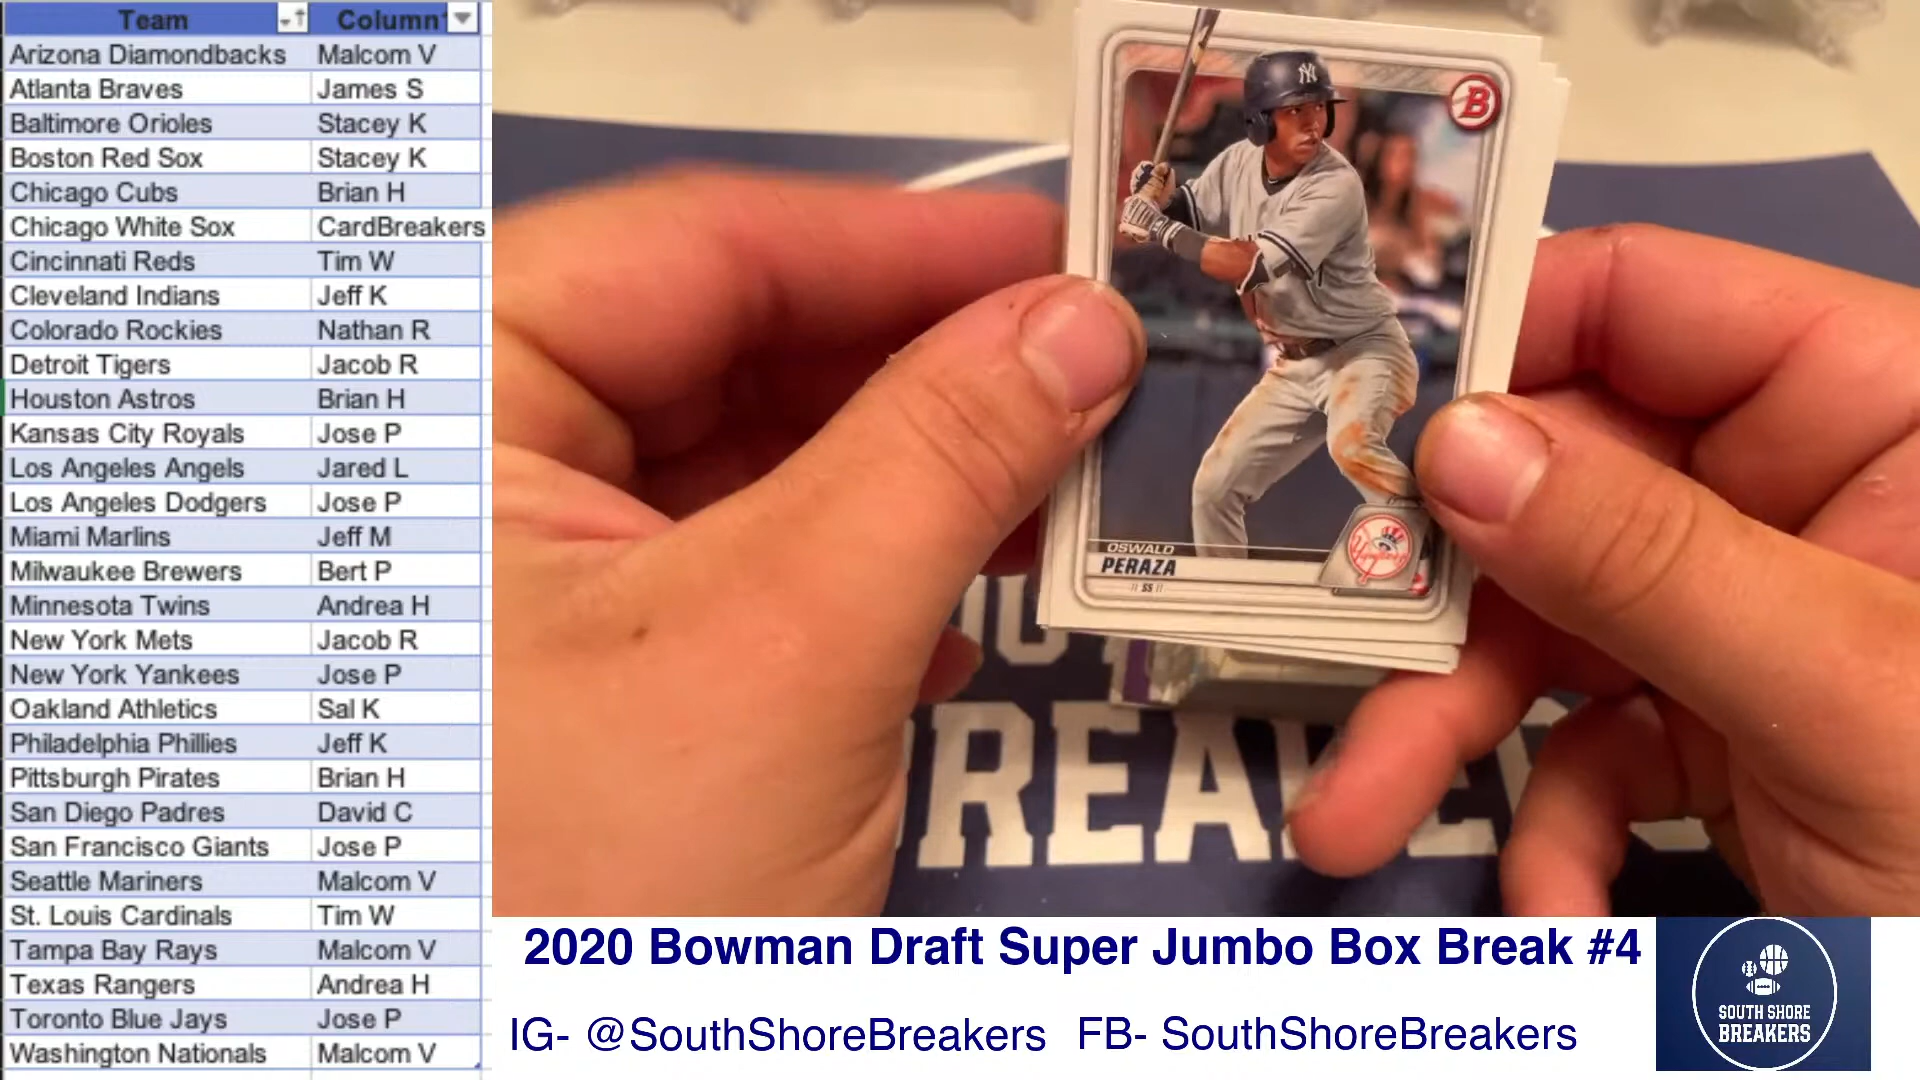 Team Column
Arizona Diamondbacks Malcom V
Atlanta Braves James S
Baltimore Orioles Stacey K
Boston Red Sox Stacey K
Chicago Cubs Brian H
Chicago White Sox CardBreakers
Cincinnati Reds Tim W
Cleveland Indians Jeff K
Colorado Rockies Nathan R
Detroit Tigers Jacob R
Houston Astros Brian H
Kansas City Royals Jose P
Los Angeles Angels Jared L
Los Angeles Dodgers Jose P
Miami Marlins Jeff M
Milwaukee Brewers Bert P
Minnesota Twins Andrea H
New York Mets Jacob R
New York Yankees Jose P
Oakland Athletics Sal K
Philadelphia Phillies Jeff K
Pittsburgh Pirates Brian H
San Diego Padres David C
San Francisco Giants Jose P
Seattle Mariners Malcom V
St. Louis Cardinals Tim W
Tampa Bay Rays Malcom V
Texas Rangers Andrea H
Toronto Blue Jays Jose P
Washington Nationals Malcom V
NY
B
OSWALD
PERAZA
// SS //
2020 Bowman Draft Super Jumbo Box Break #4
IG- @SouthShoreBreakers FB- SouthShoreBreakers
SOUTH SHORE
BREAKERS